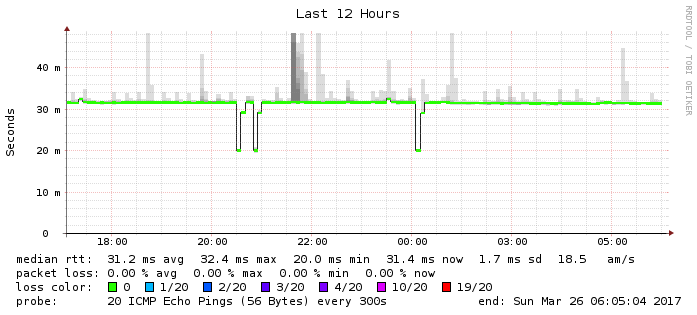 Last 12 Hours
RRDTOOL / TOBI OETIKER
Seconds
40 m
30 m
20 m
10 m
0
18:00 20:00 22:00 00:00 03:00 05:00
median rtt: 31.2 ms avg 32.4 ms max 20.0 ms min 31.4 ms now 1.7 ms sd 18.5 am/s
packet loss: 0.00 % avg 0.00 % max 0.00 % min 0.00 % now
loss color: 0 1/20 2/20 3/20 4/20 10/20 19/20
probe: 20 ICMP Echo Pings (56 Bytes) every 300s end: Sun Mar 26 06:05:04 2017